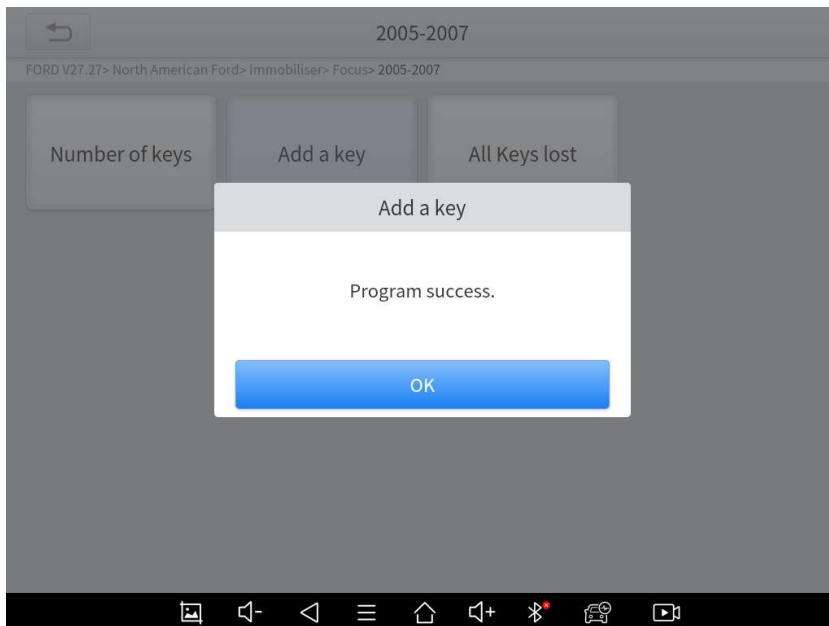 2005-2007
FORD V27.27> North American Ford> Immobiliser> Focus> 2005-2007
Number of keys
Add a key
All Keys lost
Add a key
Program success.
OK